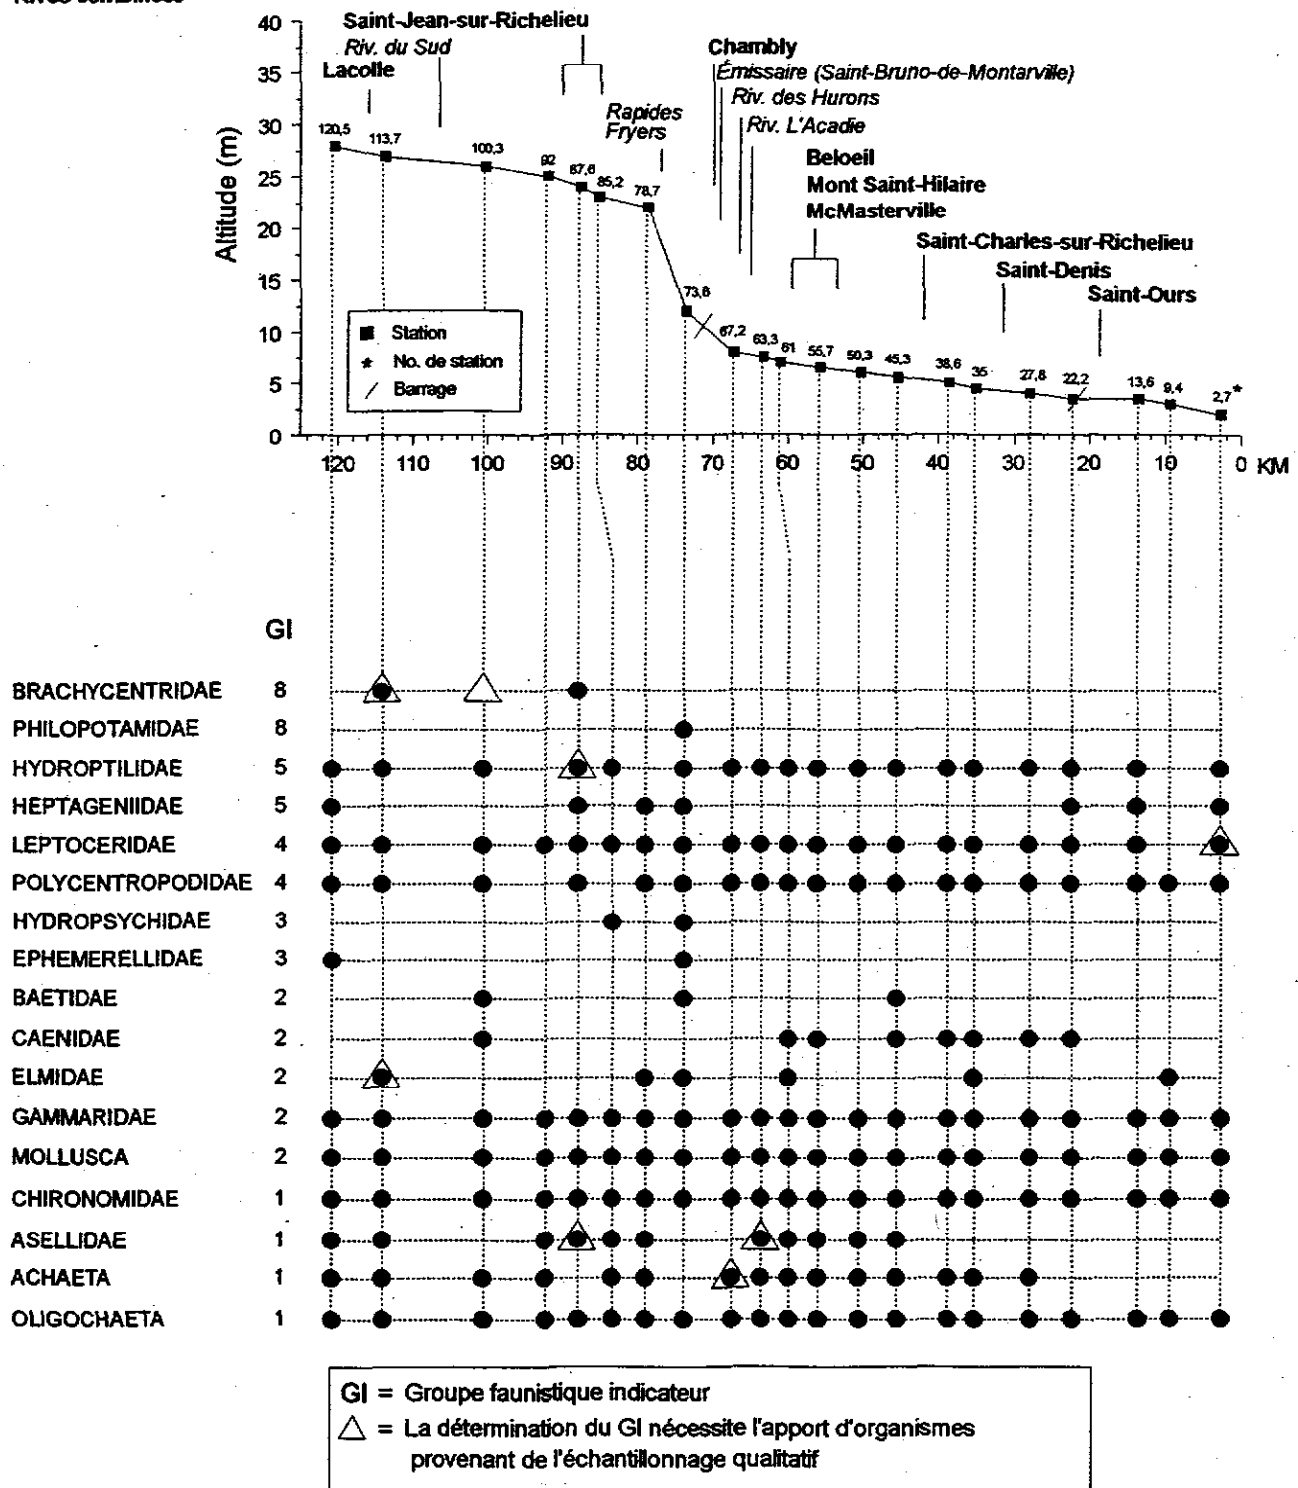 40
Saint-Jean-sur-Richelieu
Riv. du Sud
Chambly
35
Lacolle
Émissaire (Saint-Bruno-de-Montarville)
Riv. des Hurons
Rapides
Fryers
30
Riv. L'Acadie
Altitude (m)
120,5
113,7
100,3
92
87,6
85,2
78,7
Beloeil
Mont Saint-Hilaire
McMasterville
25
20
Saint-Charles-sur-Richelieu
Saint-Denis
Saint-Ours
15
73,6
67,2
63,3
61
55,7
50,3
45,3
38,6
35
27,8
22,2
13,6
9,4
2,7*
10
5
0
Station
* No. de station
Barrage
120 110 100 90 80 70 60 50 40 30 20 10 0 KM
GI
BRACHYCENTRIDAE 8
PHILOPOTAMIDAE 8
HYDROPTILIDAE 5
HEPTAGENIIDAE 5
LEPTOCERIDAE 4
POLYCENTROPODIDAE 4
HYDROPSYCHIDAE 3
EPHEMERELLIDAE 3
BAETIDAE 2
CAENIDAE 2
ELMIDAE 2
GAMMARIDAE 2
MOLLUSCA 2
CHIRONOMIDAE 1
ASELLIDAE 1
ACHAETA 1
OLIGOCHAETA 1
GI = Groupe faunistique indicateur
△ = La détermination du GI nécessite l'apport d'organismes
provenant de l'échantillonnage qualitatif